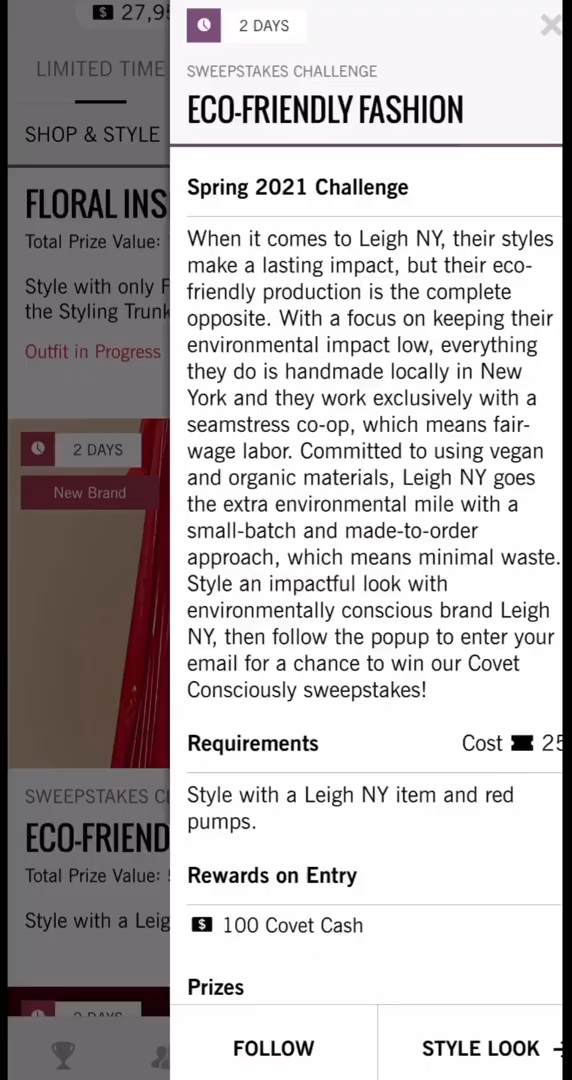 27,9
LIMITED TIME
SHOP & STYLE
FLORAL INS
Total Prize Value:
Style with only F
the Styling Trunk
Outfit in Progress
2 DAYS
New Brand
SWEEPSTAKES C
ECO-FRIEND
Total Prize Value:
Style with a Leig
2 DAYS
2 DAYS
SWEEPSTAKES CHALLENGE
ECO-FRIENDLY FASHION
Spring 2021 Challenge
When it comes to Leigh NY, their styles
make a lasting impact, but their eco-
friendly production is the complete
opposite. With a focus on keeping their
environmental impact low, everything
they do is handmade locally in New
York and they work exclusively with a
seamstress co-op, which means fair-
wage labor. Committed to using vegan
and organic materials, Leigh NY goes
the extra environmental mile with a
small-batch and made-to-order
approach, which means minimal waste.
Style an impactful look with
environmentally conscious brand Leigh
NY, then follow the popup to enter your
email for a chance to win our Covet
Consciously sweepstakes!
Requirements Cost 25
Style with a Leigh NY item and red
pumps.
Rewards on Entry
100 Covet Cash
Prizes
FOLLOW STYLE LOOK